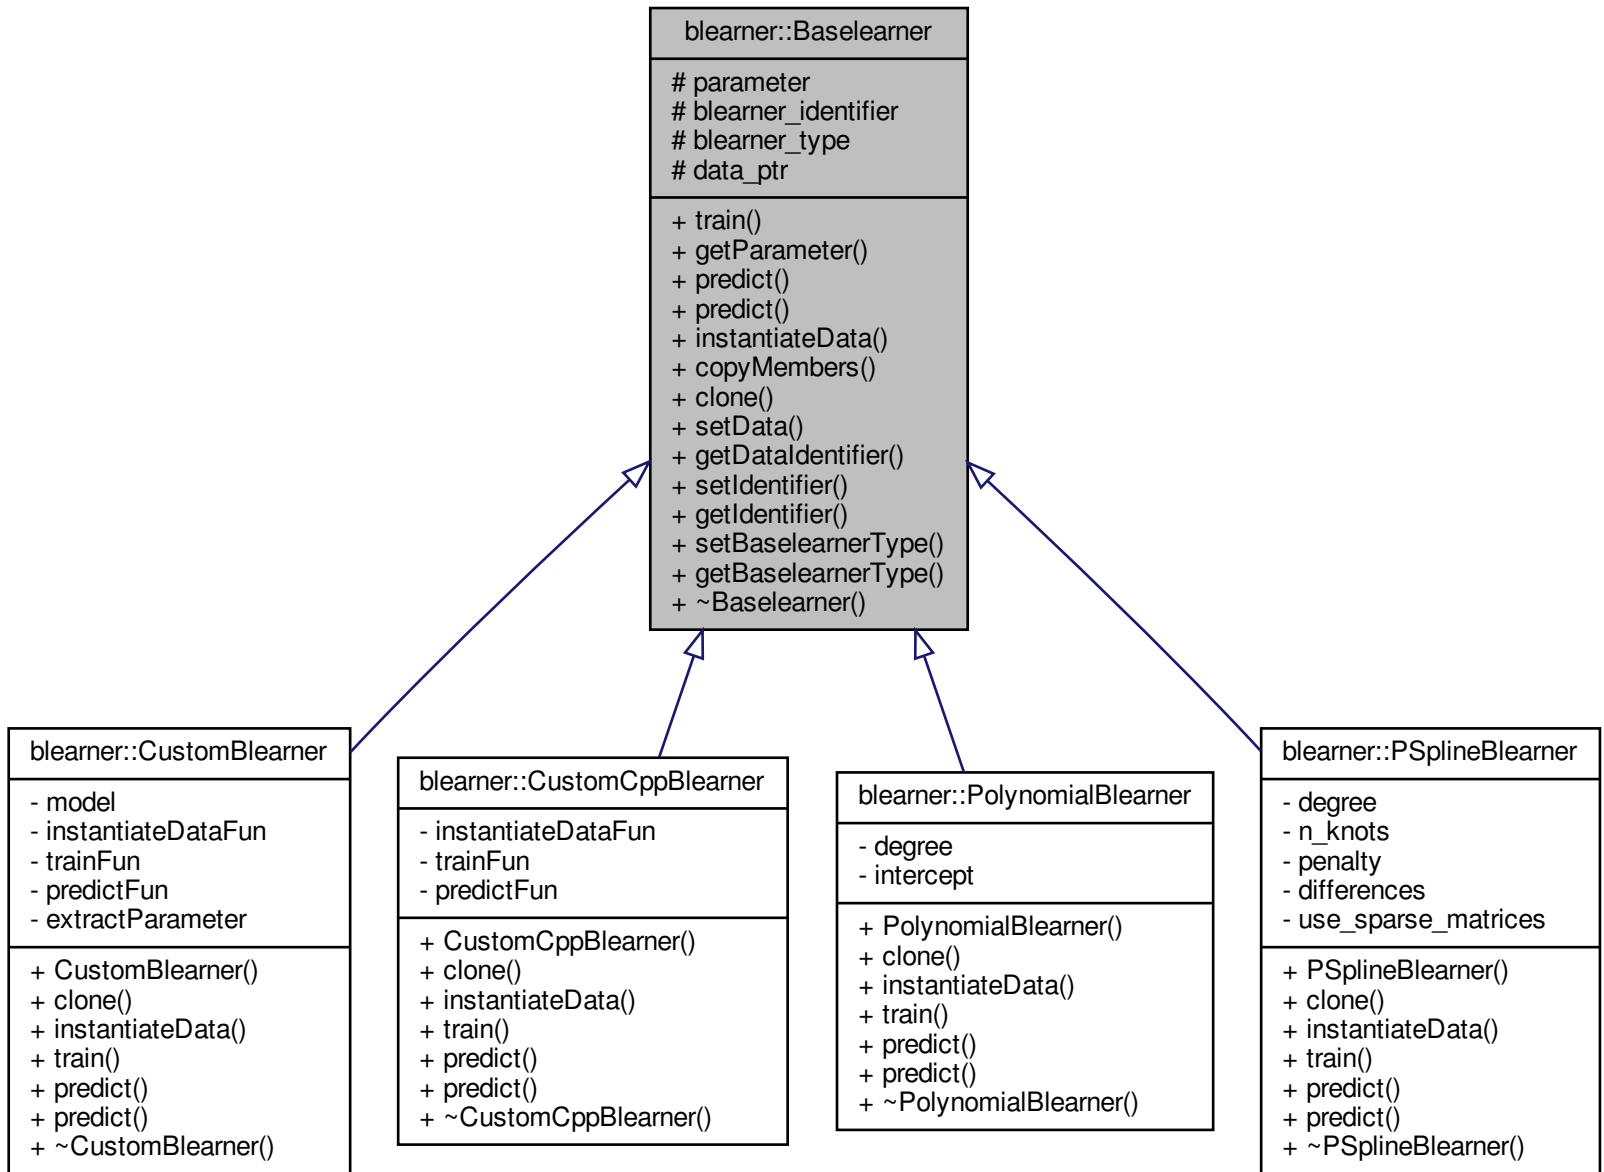 blearner::Baselearner
# parameter
# blearner_identifier
# blearner_type
# data_ptr
+ train()
+ getParameter()
+ predict()
+ predict()
+ instantiateData()
+ copyMembers()
+ clone()
+ setData()
+ getDataIdentifier()
+ setIdentifier()
+ getIdentifier()
+ setBaselearnerType()
+ getBaselearnerType()
+ ~Baselearner()
blearner::CustomBlearner
- model
- instantiateDataFun
- trainFun
- predictFun
- extractParameter
+ CustomBlearner()
+ clone()
+ instantiateData()
+ train()
+ predict()
+ predict()
+ ~CustomBlearner()
blearner::CustomCppBlearner
- instantiateDataFun
- trainFun
- predictFun
+ CustomCppBlearner()
+ clone()
+ instantiateData()
+ train()
+ predict()
+ predict()
+ ~CustomCppBlearner()
blearner::PolynomialBlearner
- degree
- intercept
+ PolynomialBlearner()
+ clone()
+ instantiateData()
+ train()
+ predict()
+ predict()
+ ~PolynomialBlearner()
blearner::PSplineBlearner
- degree
- n_knots
- penalty
- differences
- use_sparse_matrices
+ PSplineBlearner()
+ clone()
+ instantiateData()
+ train()
+ predict()
+ predict()
+ ~PSplineBlearner()